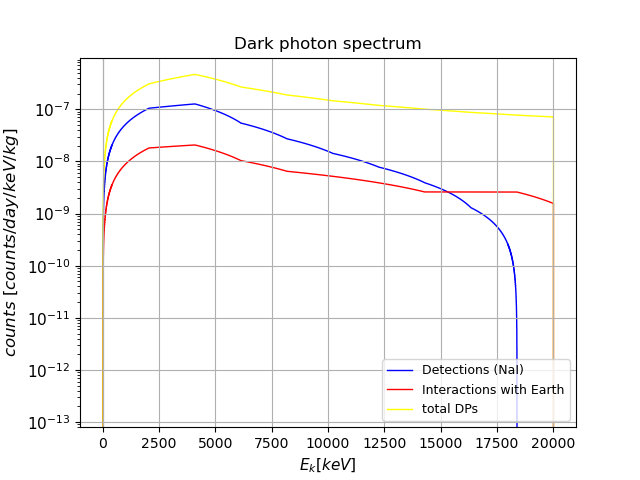 Dark photon spectrum
counts [counts/day/keV/kg]
10⁻⁷
10⁻⁸
10⁻⁹
10⁻¹⁰
10⁻¹¹
10⁻¹²
10⁻¹³
Detections (NaI)
Interactions with Earth
total DPs
0 2500 5000 7500 10000 12500 15000 17500 20000
E_k[keV]